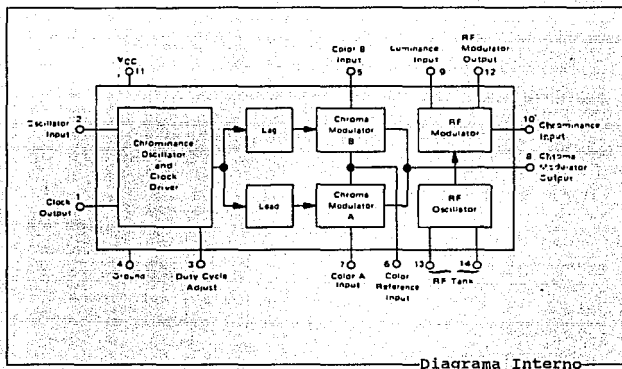 VCC
11
Color B
Input
5
Luminance
Input
9
RF
Modulator
Output
12
2
Oscillator
Input
Chrominance
Oscillator
and
Clock
Driver
Lag
Chroma
Modulator
B
RF
Modulator
10
Chrominance
Input
8 Chroma
Modulator
Output
Clock
Output
1
Lead
Chroma
Modulator
A
RF
Oscillator
4
Ground
3
Duty Cycle
Adjust
7
Color A
Input
6
Color
Reference
Input
13
14
RF Tank
Diagrama Interno